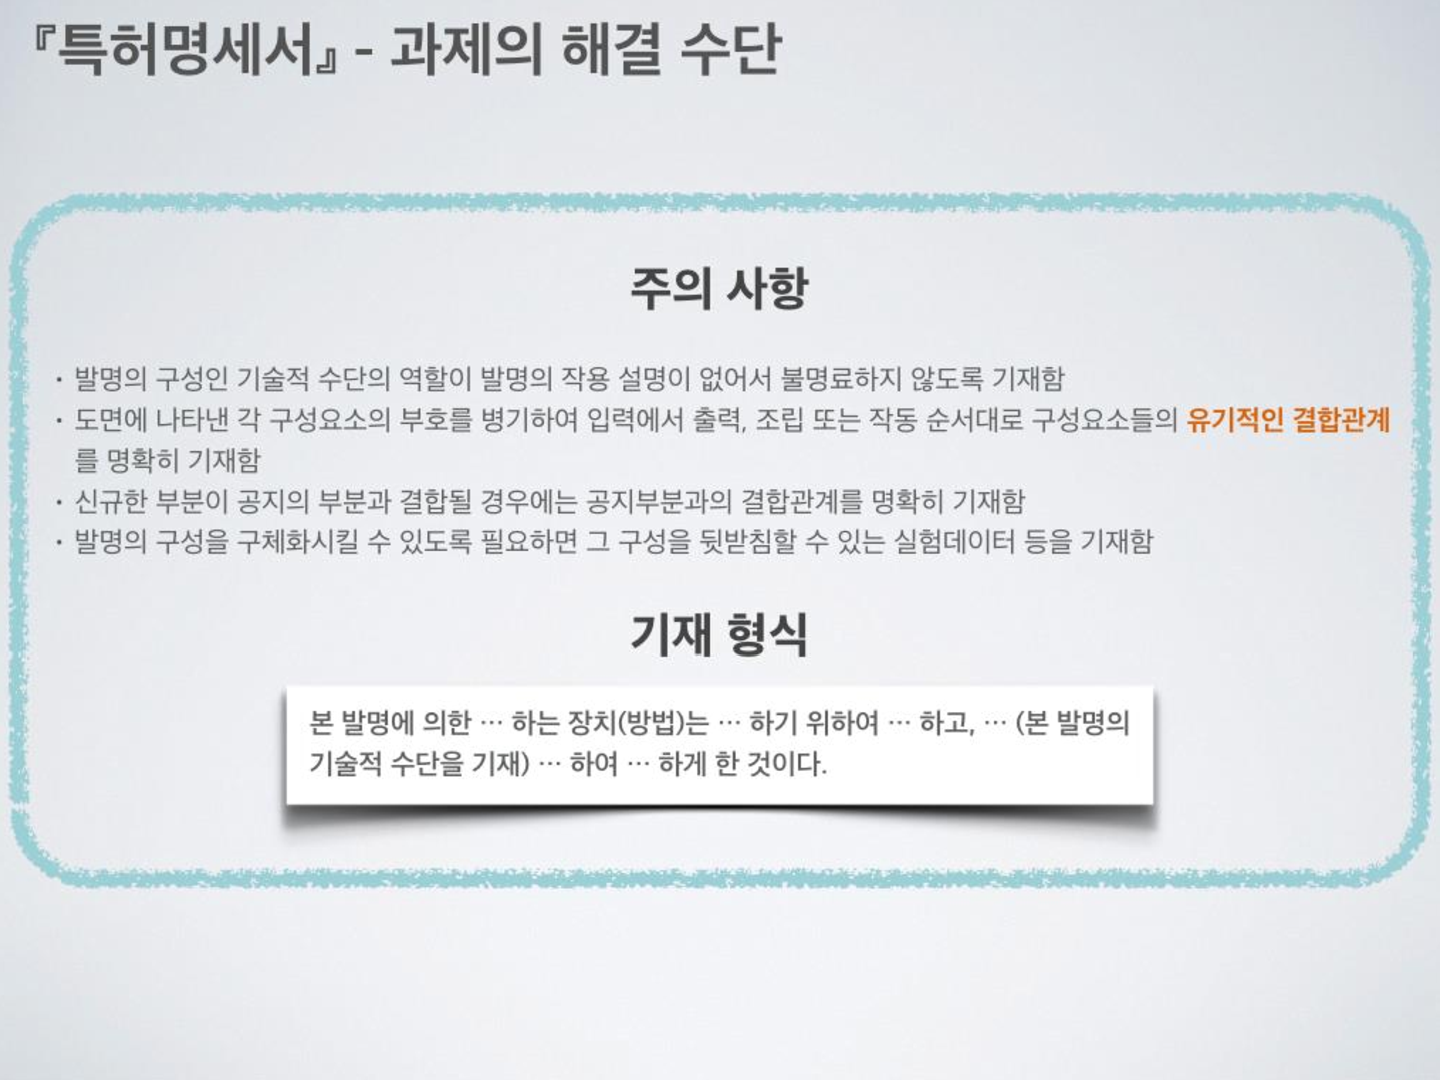 『특허명세서』 - 과제의 해결 수단
주의 사항
• 발명의 구성인 기술적 수단의 역할이 발명의 작용 설명이 없어서 불명료하지 않도록 기재함
• 도면에 나타낸 각 구성요소의 부호를 병기하여 입력에서 출력, 조립 또는 작동 순서대로 구성요소들의 유기적인 결합관계
를 명확히 기재함
• 신규한 부분이 공지의 부분과 결합될 경우에는 공지부분과의 결합관계를 명확히 기재함
• 발명의 구성을 구체화시킬 수 있도록 필요하면 그 구성을 뒷받침할 수 있는 실험데이터 등을 기재함
기재 형식
본 발명에 의한 … 하는 장치(방법)는 … 하기 위하여 … 하고, … (본 발명의
기술적 수단을 기재) … 하여 … 하게 한 것이다.